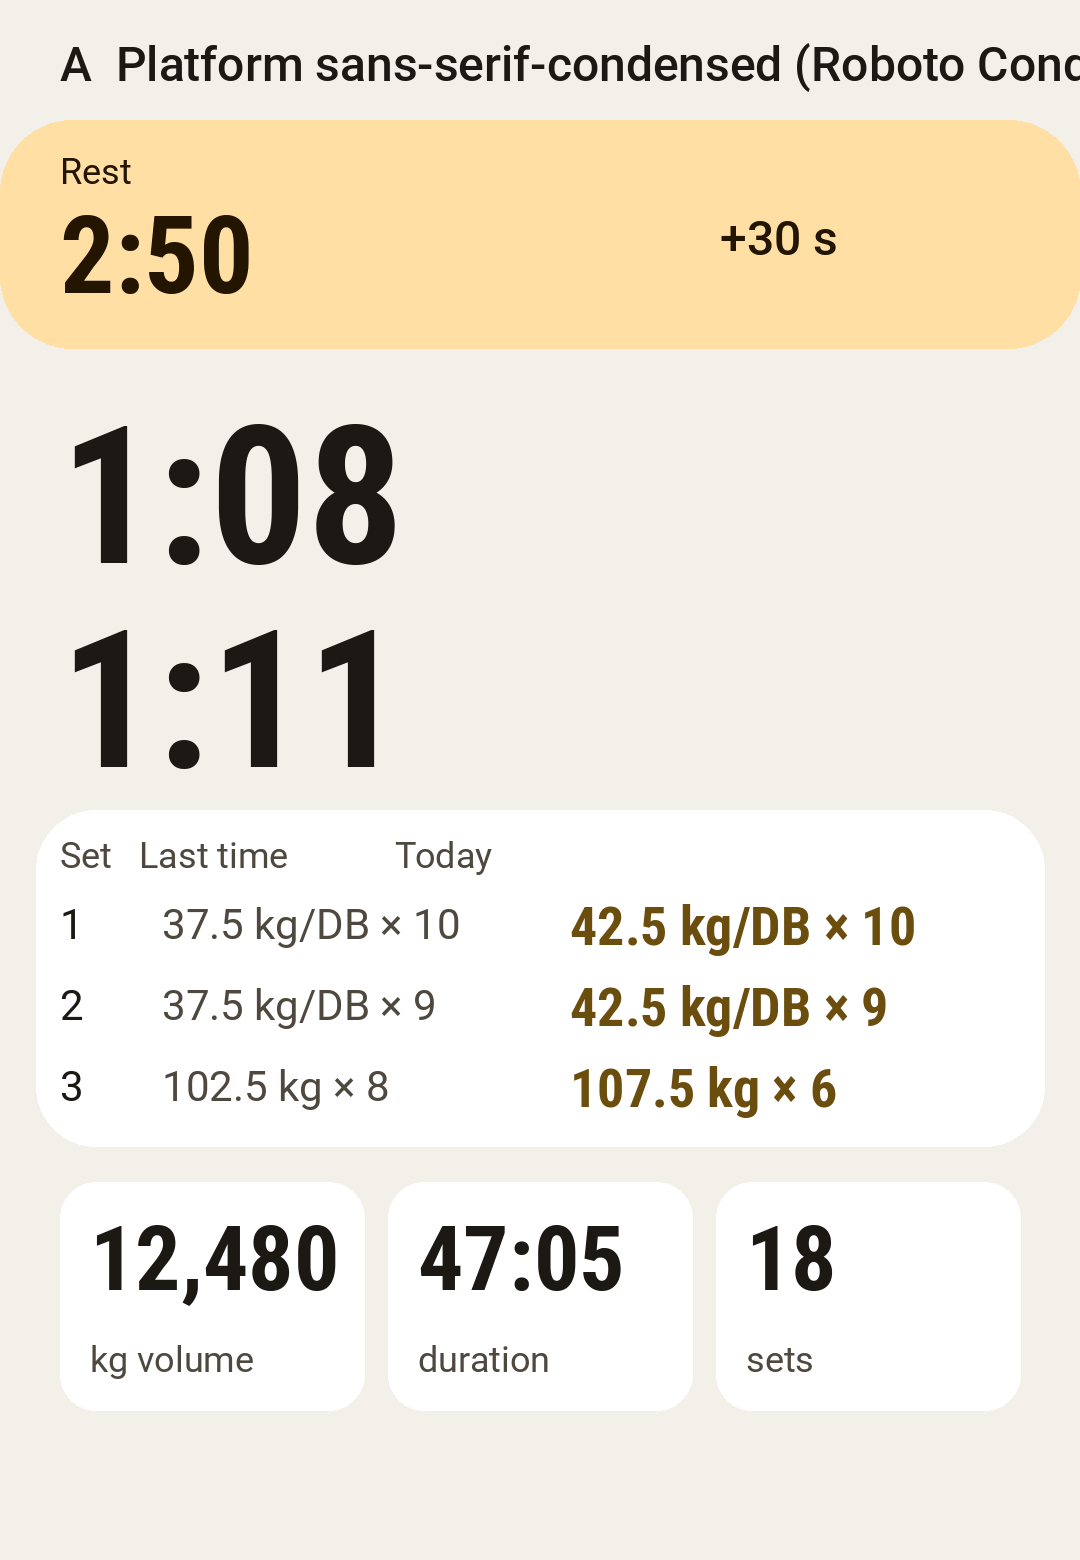 A Platform sans-serif-condensed (Roboto Cond
Rest
2:50
+30 s
1:08
1:11
Set Last time Today
1 37.5 kg/DB × 10 42.5 kg/DB × 10
2 37.5 kg/DB × 9 42.5 kg/DB × 9
3 102.5 kg × 8 107.5 kg × 6
12,480 47:05 18
kg volume duration sets